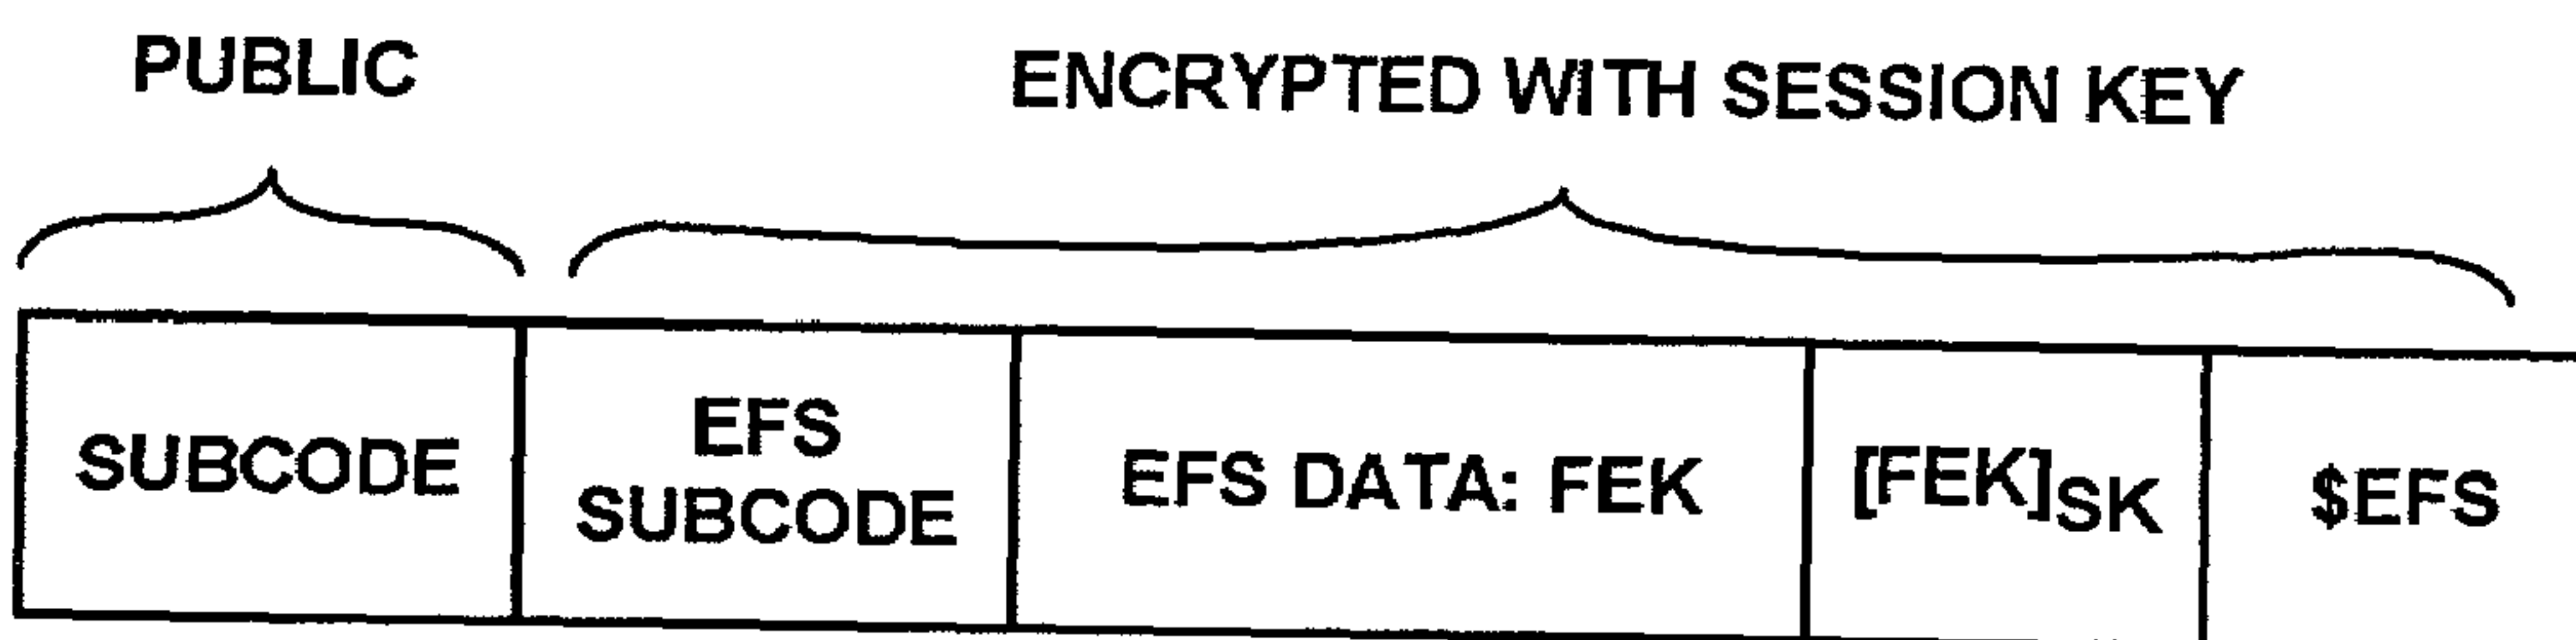 PUBLIC
ENCRYPTED WITH SESSION KEY
SUBCODE
EFS
SUBCODE
EFS DATA: FEK
[FEK]SK
$EFS